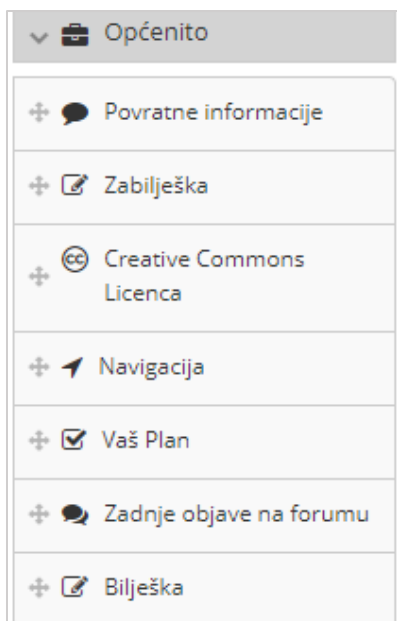 Općenito
Povratne informacije
Zabilješka
Creative Commons
Licenca
Navigacija
Vaš Plan
Zadnje objave na forumu
Bilješka